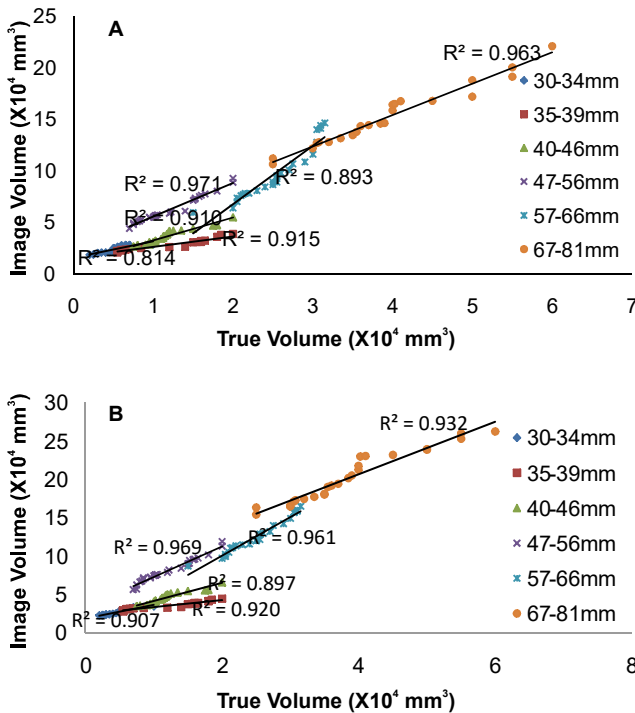 A
25
20
15
10
5
0
Image Volume (X10⁴ mm³)
R² = 0.963
R² = 0.971
R² = 0.893
R² = 0.910
R² = 0.915
R² = 0.814
30-34mm
35-39mm
40-46mm
47-56mm
57-66mm
67-81mm
0 1 2 3 4 5 6 7
True Volume (X10⁴ mm³)
B
30
25
20
15
10
5
0
Image Volume (X10⁴ mm³)
R² = 0.932
R² = 0.961
R² = 0.969
R² = 0.897
R² = 0.920
R² = 0.907
30-34mm
35-39mm
40-46mm
47-56mm
57-66mm
67-81mm
0 2 4 6 8
True Volume (X10⁴ mm³)